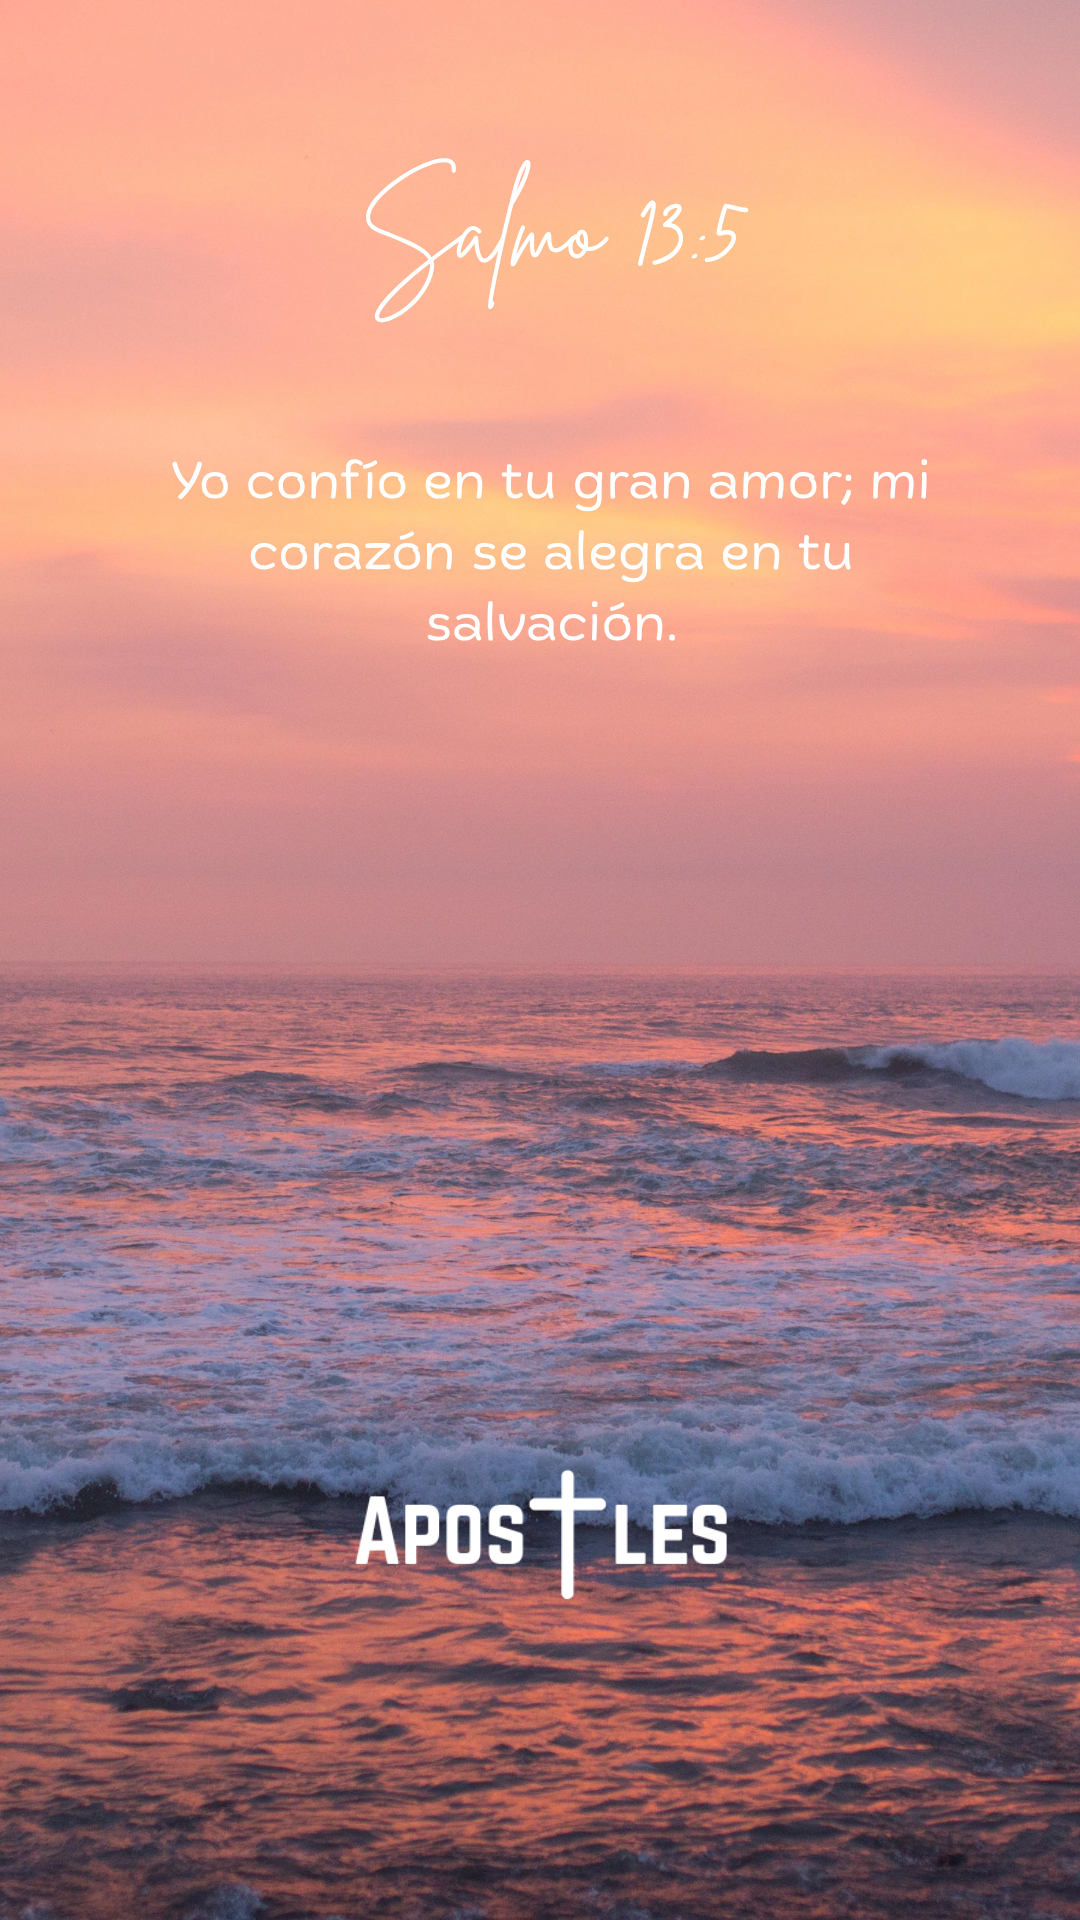 Salmo 13:5
Yo confío en tu gran amor; mi
corazón se alegra en tu
salvación.
APOSTLES